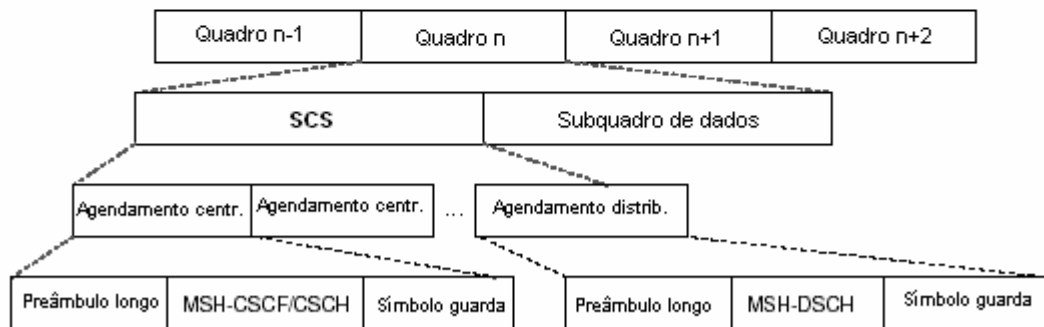 Quadro n-1 Quadro n Quadro n+1 Quadro n+2
SCS Subquadro de dados
Agendamento centr. Agendamento centr. ... Agendamento distrib.
Preâmbulo longo MSH-CSCF/CSCH Símbolo guarda Preâmbulo longo MSH-DSCH Símbolo guarda